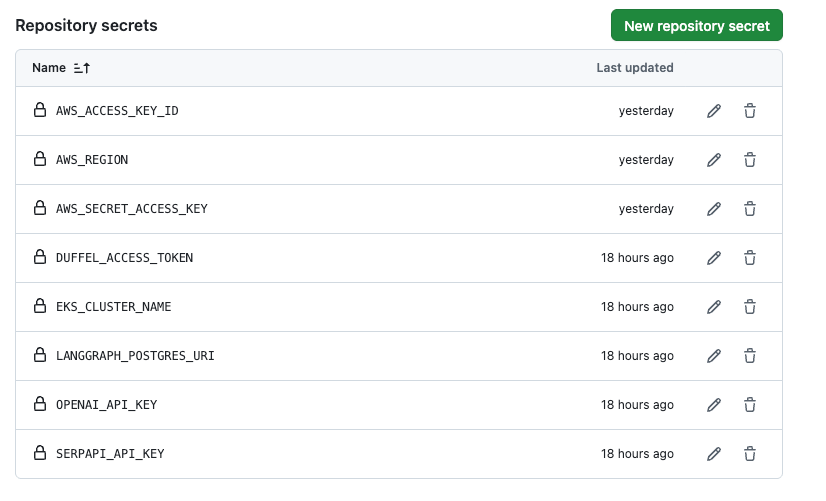 Repository secrets
New repository secret
Name Last updated
AWS_ACCESS_KEY_ID yesterday
AWS_REGION yesterday
AWS_SECRET_ACCESS_KEY yesterday
DUFFEL_ACCESS_TOKEN 18 hours ago
EKS_CLUSTER_NAME 18 hours ago
LANGGRAPH_POSTGRES_URI 18 hours ago
OPENAI_API_KEY 18 hours ago
SERPAPI_API_KEY 18 hours ago